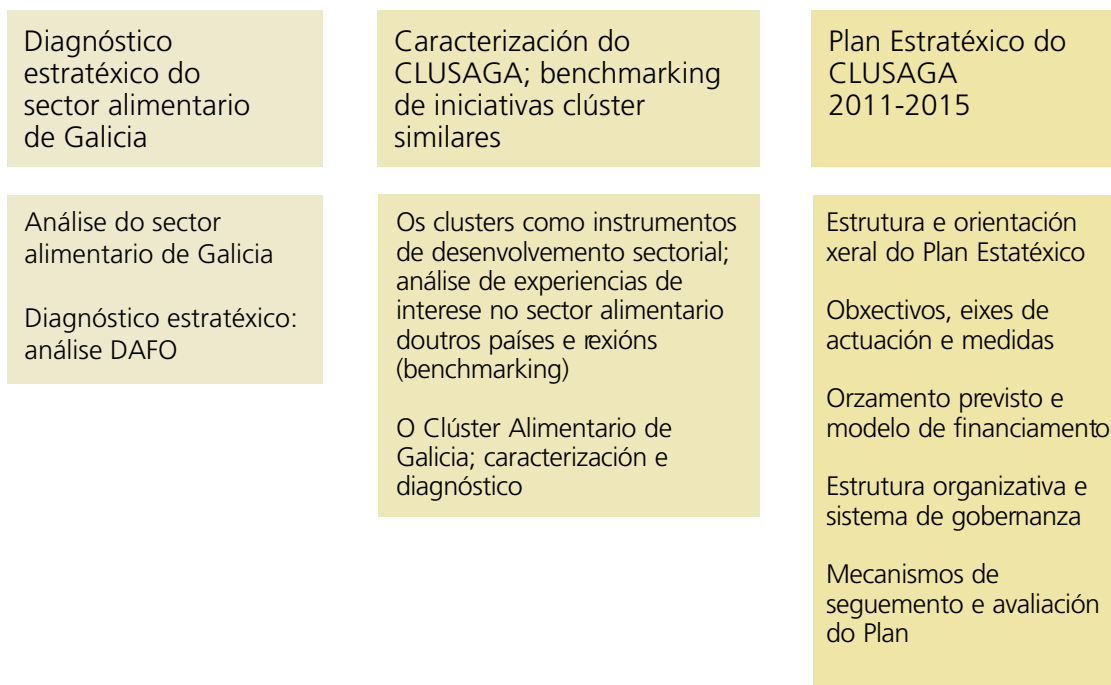 Diagnóstico
estratéxico do
sector alimentario
de Galicia
Análise do sector
alimentario de Galicia
Diagnóstico estratéxico:
análise DAFO
Caracterización do
CLUSAGA; benchmarking
de iniciativas clúster
similares
Os clusters como instrumentos
de desenvolvemento sectorial;
análise de experiencias de
interese no sector alimentario
doutros países e rexións
(benchmarking)
O Clúster Alimentario de
Galicia; caracterización e
diagnóstico
Plan Estratéxico do
CLUSAGA
2011-2015
Estrutura e orientación
xeral do Plan Estatéxico
Obxectivos, eixes de
actuación e medidas
Orzamento previsto e
modelo de financiamento
Estrutura organizativa e
sistema de gobernanza
Mecanismos de
seguemento e avaliación
do Plan